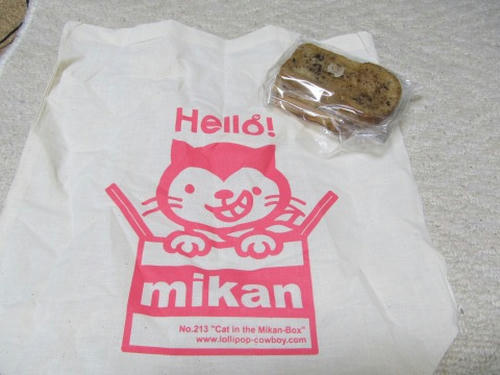 Hello!
mikan
No.213 "Cat in the Mikan-Box"
www.lollipop-cowboy.com